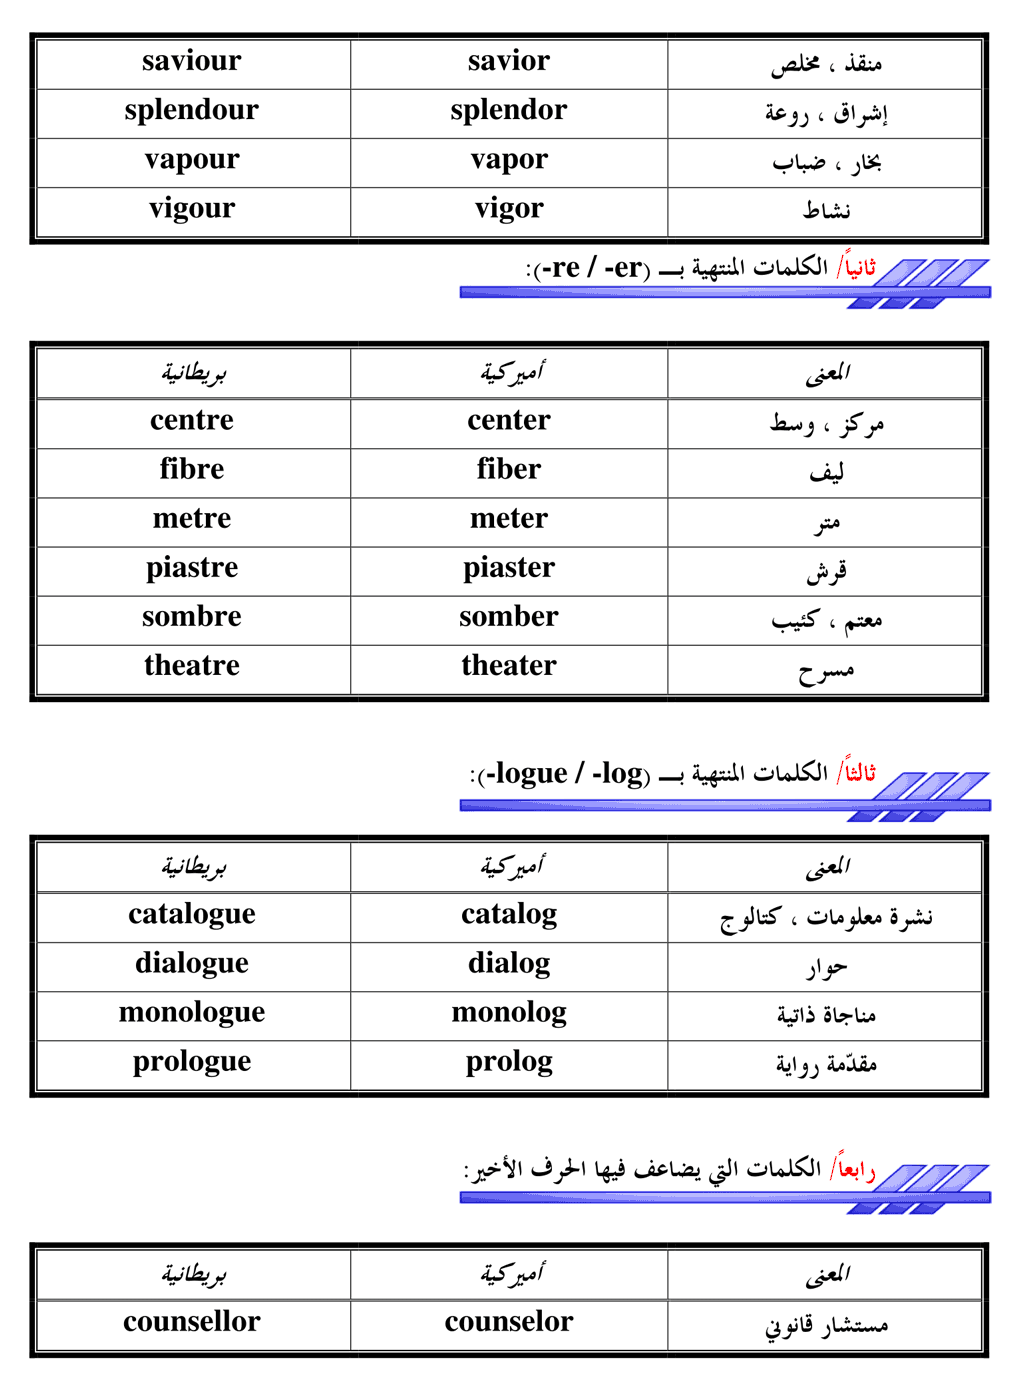 منقذ ، مخلص savior saviour
إشراق ، روعة splendor splendour
بخار ، ضباب vapor vapour
نشاط vigor vigour
ثانياً/ الكلمات المنتهية بـــ (-re / -er):
المعنى أميركية بريطانية
مركز ، وسط center centre
ليف fiber fibre
متر meter metre
قرش piaster piastre
معتم ، كئيب somber sombre
مسرح theater theatre
ثالثاً/ الكلمات المنتهية بـــ (-logue / -log):
المعنى أميركية بريطانية
نشرة معلومات ، كتالوج catalog catalogue
حوار dialog dialogue
مناجاة ذاتية monolog monologue
مقدّمة رواية prolog prologue
رابعاً/ الكلمات التي يضاعف فيها الحرف الأخير:
المعنى أميركية بريطانية
مستشار قانوني counselor counsellor